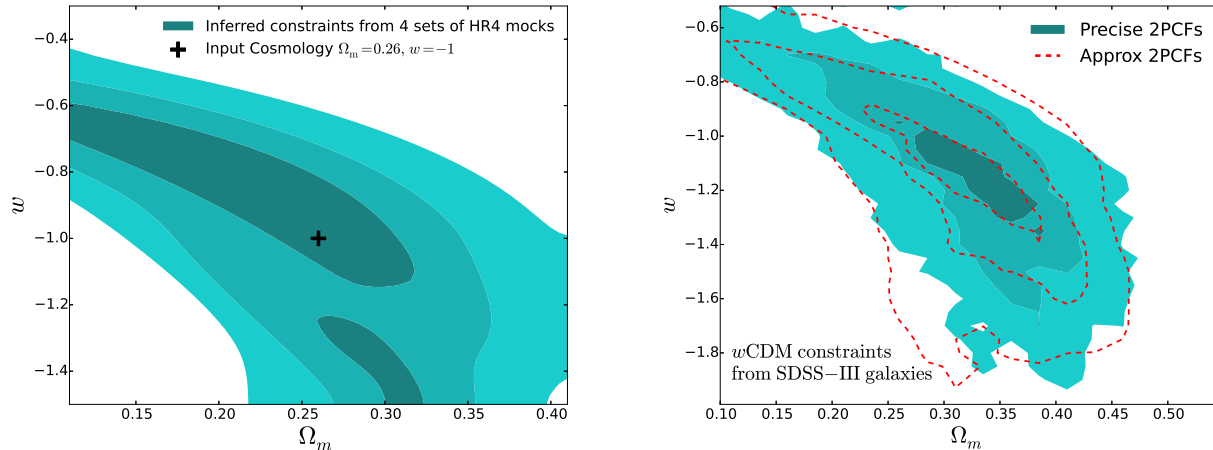 Inferred constraints from 4 sets of HR4 mocks
Input Cosmology Ωm=0.26, w=−1
−0.4
−0.6
−0.8
−1.0
−1.2
−1.4
w
0.15
0.20
0.25
0.30
0.35
0.40
Ωm
Precise 2PCFs
Approx 2PCFs
−0.6
−0.8
−1.0
−1.2
−1.4
−1.6
−1.8
w
wCDM constraints
from SDSS−III galaxies
0.10
0.15
0.20
0.25
0.30
0.35
0.40
0.45
0.50
Ωm